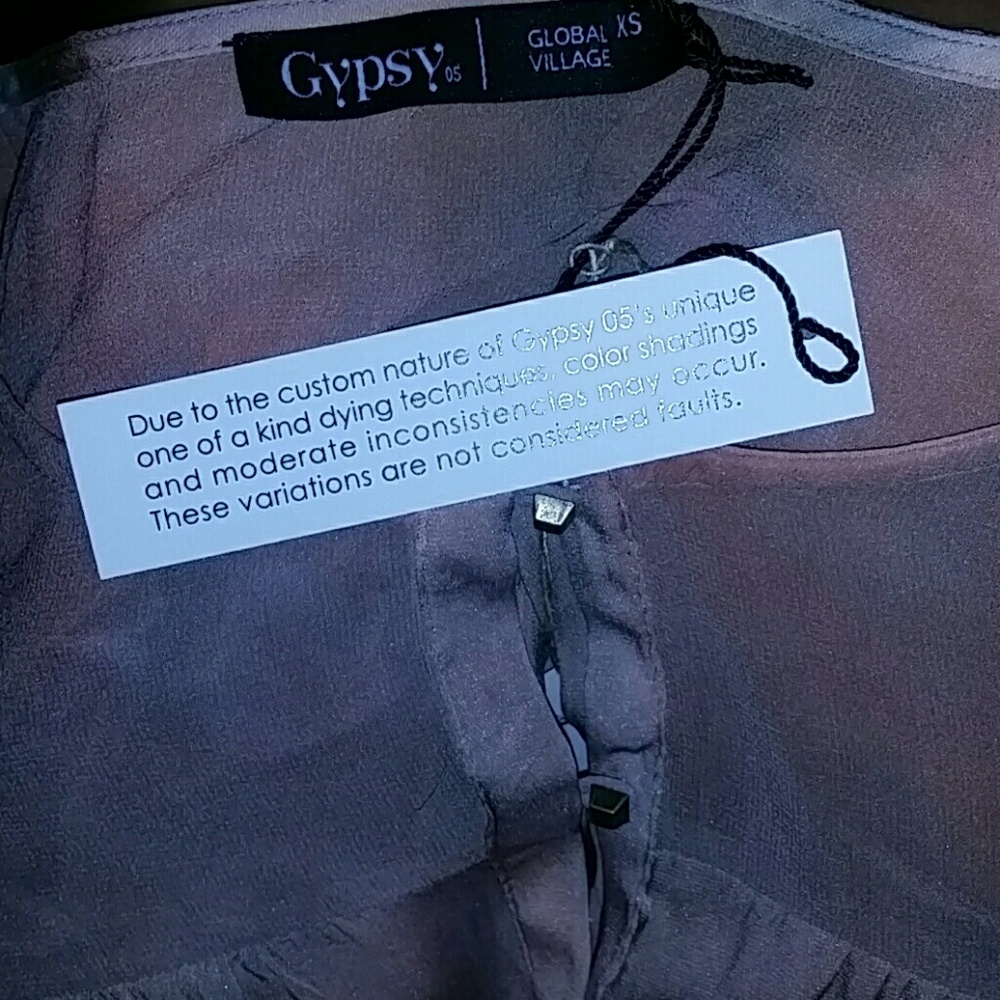 Gypsy 05 GLOBAL XS
VILLAGE
Due to the custom nature of Gypsy 05's unique
one of a kind dying techniques, color shadings
and moderate inconsistencies may occur.
These variations are not considered faults.